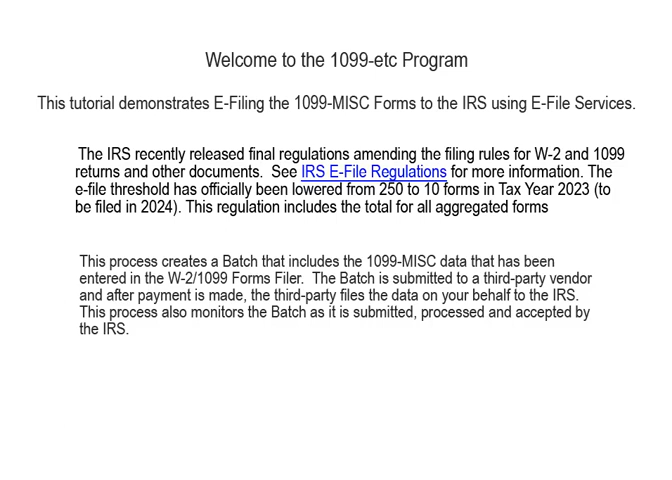 Welcome to the 1099-etc Program
This tutorial demonstrates E-Filing the 1099-MISC Forms to the IRS using E-File Services.
The IRS recently released final regulations amending the filing rules for W-2 and 1099
returns and other documents.  See IRS E-File Regulations for more information. The
e-file threshold has officially been lowered from 250 to 10 forms in Tax Year 2023 (to
be filed in 2024). This regulation includes the total for all aggregated forms
This process creates a Batch that includes the 1099-MISC data that has been
entered in the W-2/1099 Forms Filer.  The Batch is submitted to a third-party vendor
and after payment is made, the third-party files the data on your behalf to the IRS.
This process also monitors the Batch as it is submitted, processed and accepted by
the IRS.